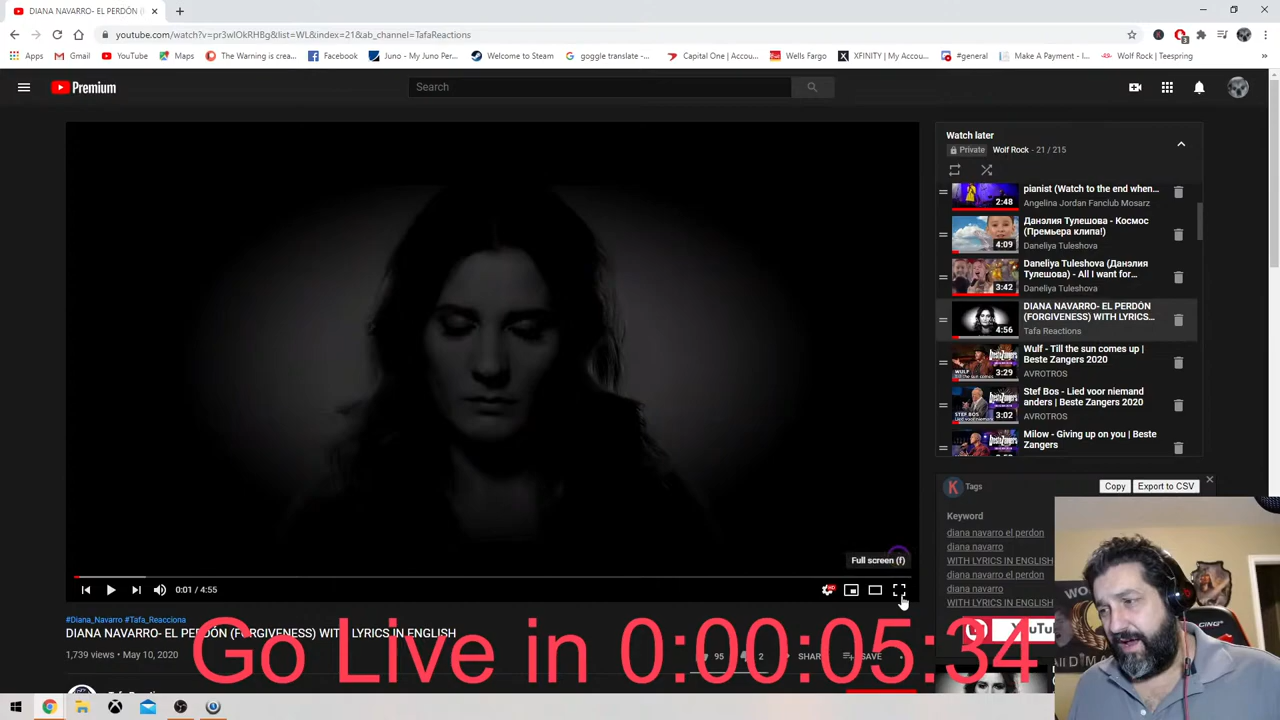 DIANA NAVARRO- EL PERDÓN (
youtube.com/watch?v=pr3wIOkRHBg&list=WL&index=21&ab_channel=TafaReactions
Apps
Gmail
YouTube
The Warning is crea...
Facebook
Juno - My Juno Per...
Welcome to Steam
goggle translate -...
Capital One | Accou...
Wells Fargo
XFINITY | My Accou...
#general
Make A Payment - I...
Wolf Rock | Teespring
Premium
Search
Watch later
Private Wolf Rock - 21 / 215
pianist (Watch to the end when...
Angelina Jordan Fanclub Mosarz
2:48
Данэлия Тулешова - Космос
(Премьера клипа!)
Daneliya Tuleshova
4:09
Daneliya Tuleshova (Данэлия
Тулешова) - All I want for...
Daneliya Tuleshova
3:42
DIANA NAVARRO- EL PERDÓN
(FORGIVENESS) WITH LYRICS...
Tafa Reactions
4:56
Wulf - Till the sun comes up |
Beste Zangers 2020
AVROTROS
3:29
Stef Bos - Lied voor niemand
anders | Beste Zangers 2020
AVROTROS
3:02
Milow - Giving up on you | Beste
Zangers
Tags
Copy
Export to CSV
Keyword
diana navarro el perdon
diana navarro
WITH LYRICS IN ENGLISH
diana navarro el perdon
diana navarro
WITH LYRICS IN ENGLISH
Full screen (f)
0:01 / 4:55
#Diana_Navarro #Tafa_Reacciona
DIANA NAVARRO- EL PERDÓN (FORGIVENESS) WITH LYRICS IN ENGLISH
1,739 views • May 10, 2020
95
2
SHAR
SAVE
Go Live in 0:00:05:34